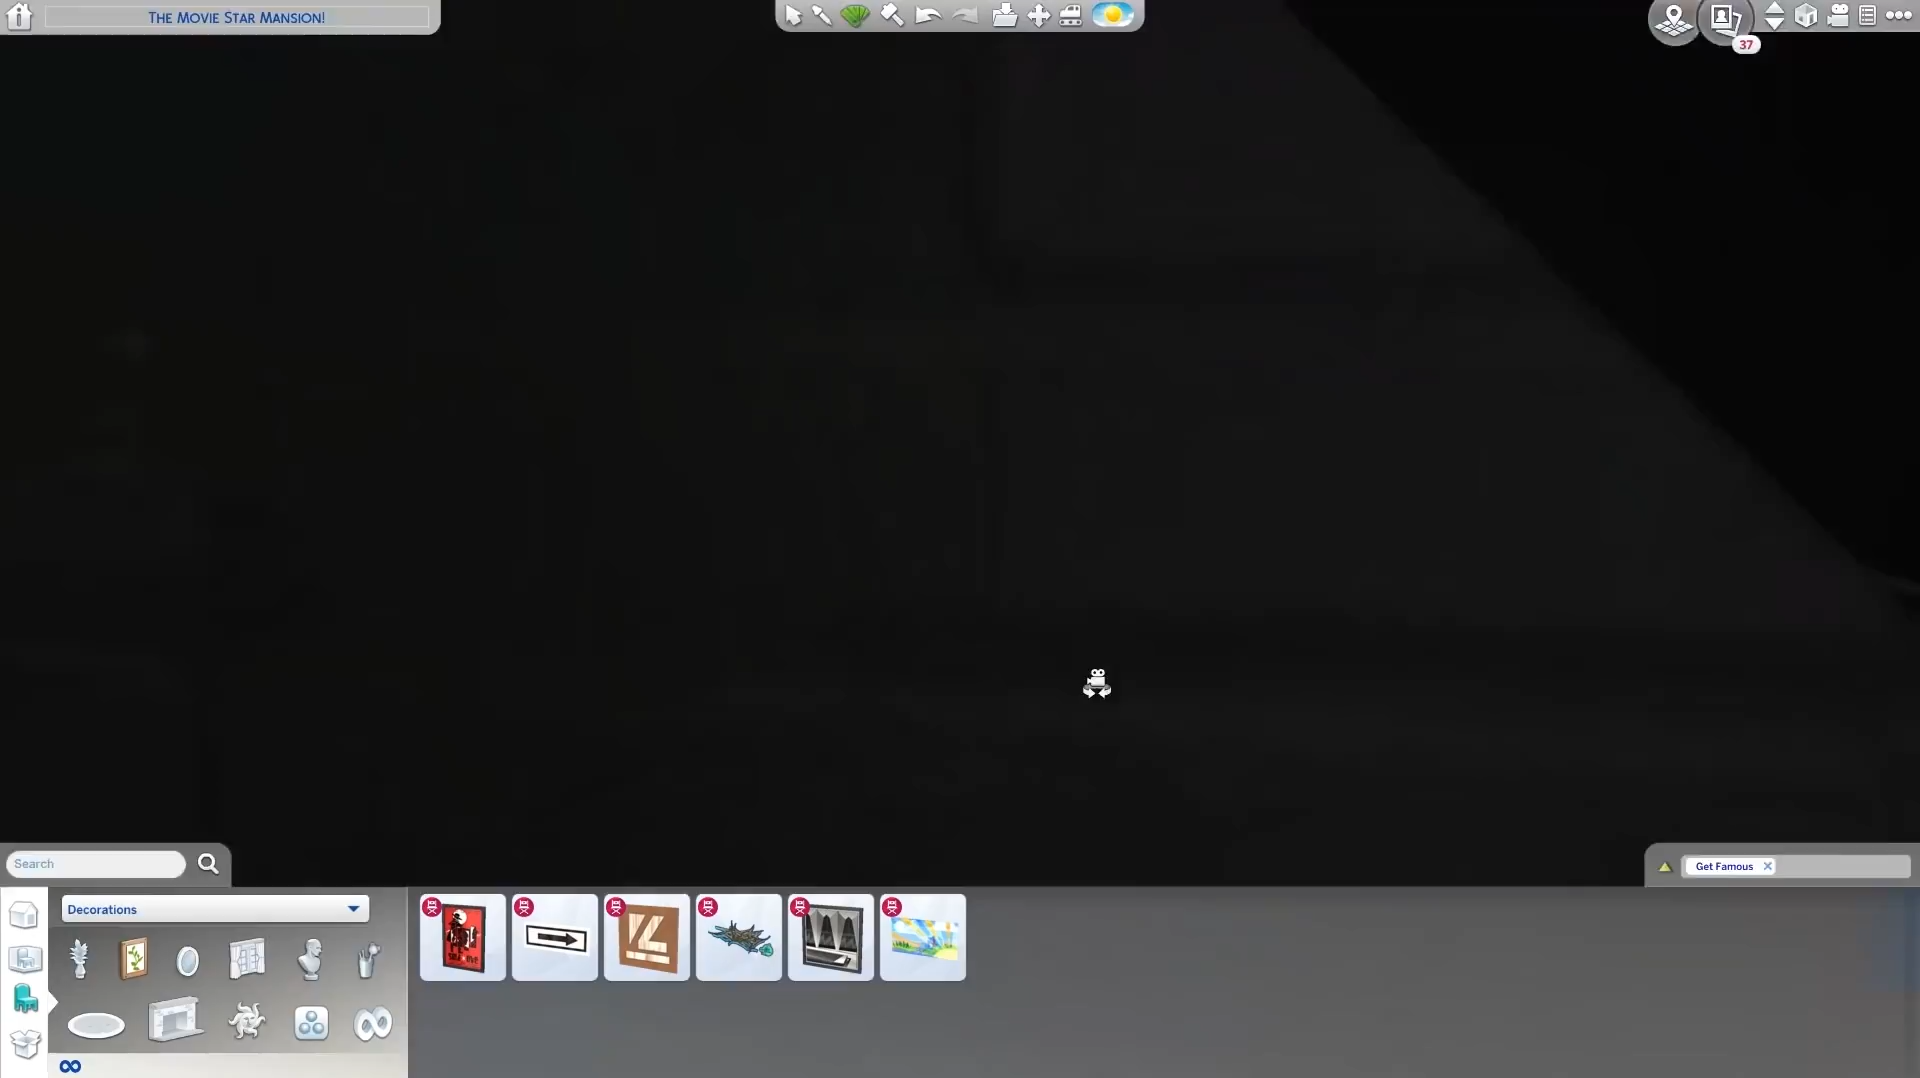 THE MOVIE STAR MANSION!
37
Search
Get Famous
Decorations